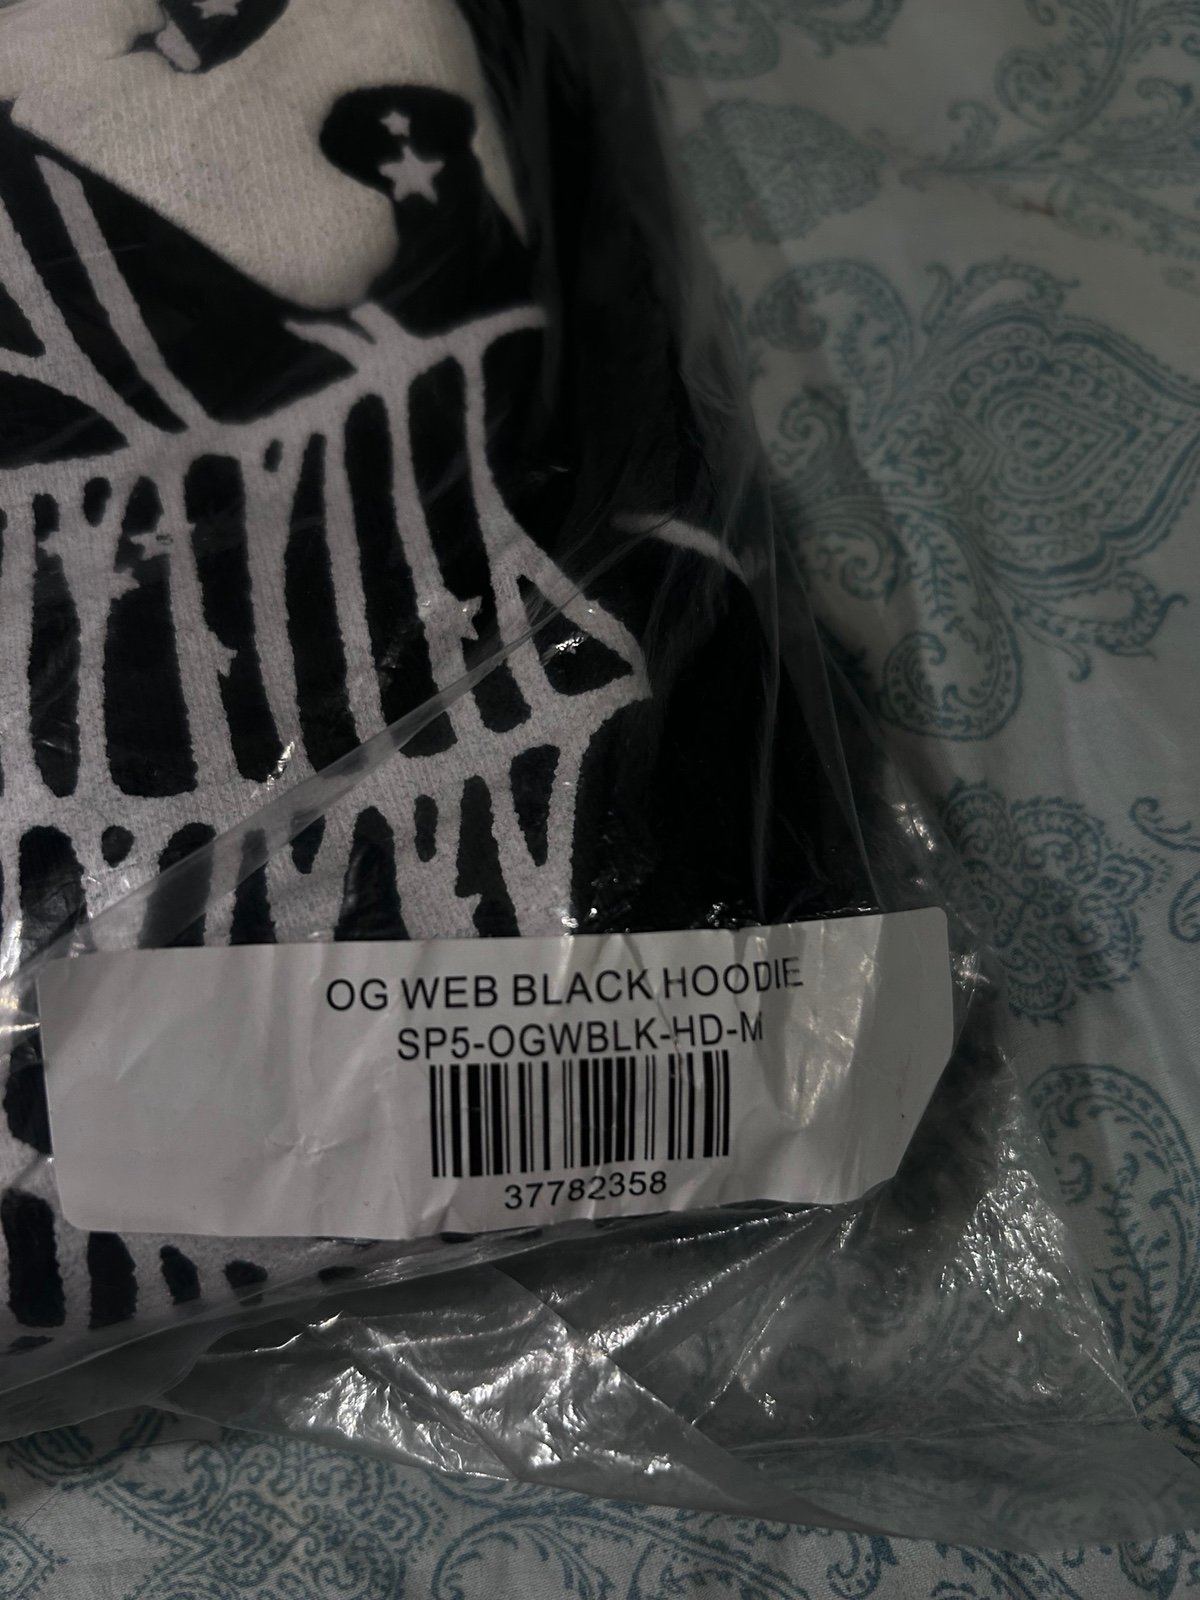 OG WEB BLACK HOODIE
SP5-OGWBLK-HD-M
37782358